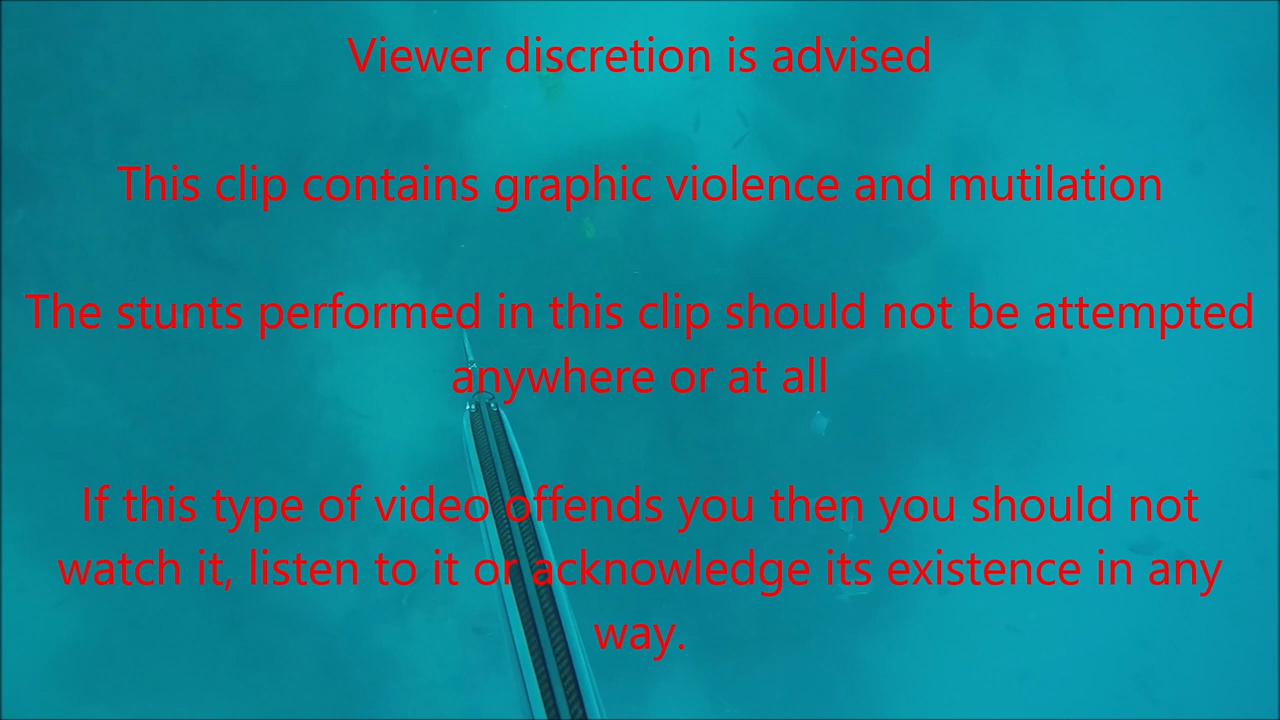 Viewer discretion is advised
This clip contains graphic violence and mutilation
The stunts performed in this clip should not be attempted
anywhere or at all
If this type of video offends you then you should not
watch it, listen to it or acknowledge its existence in any
way.